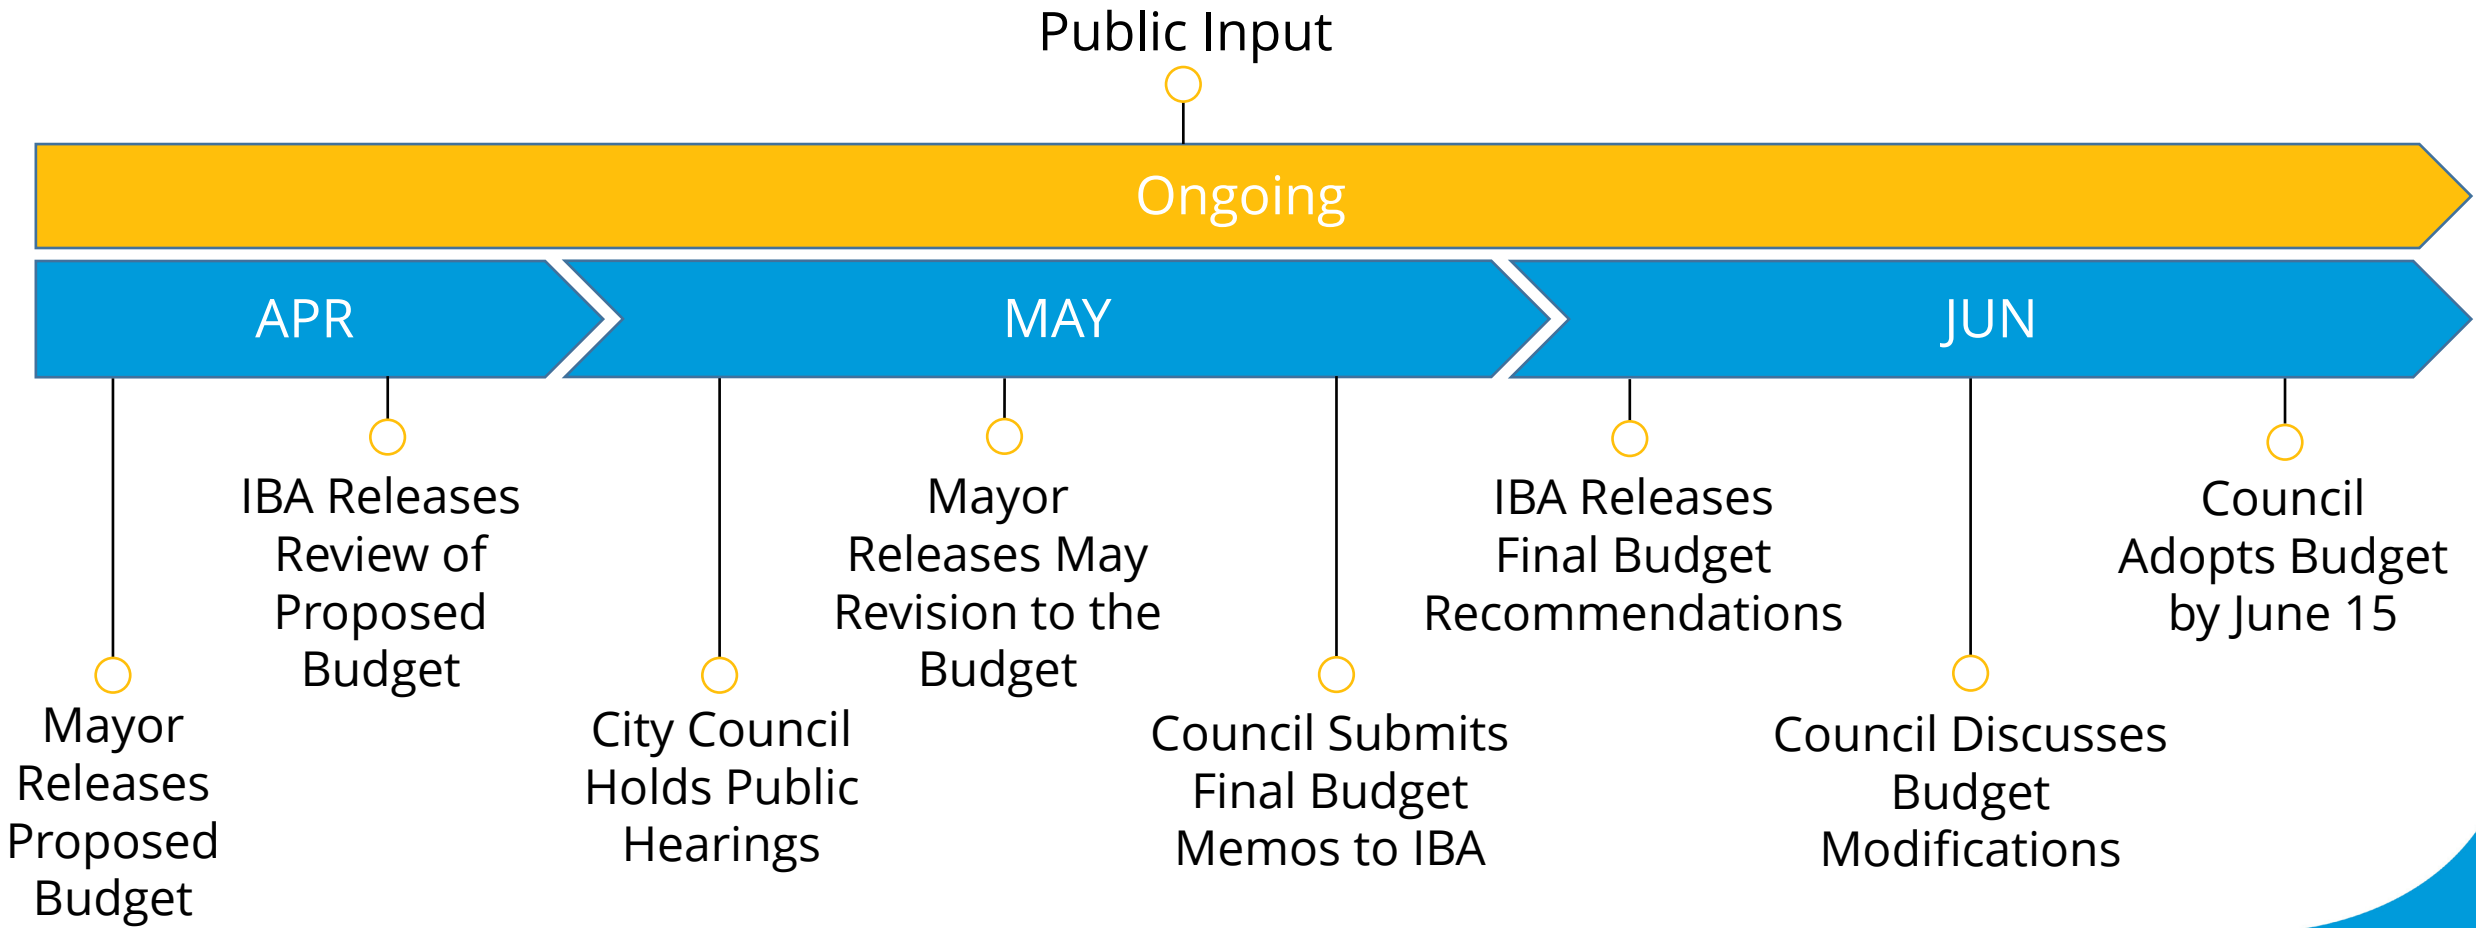 Public Input
Ongoing
APR
MAY
JUN
Mayor
Releases
Proposed
Budget
IBA Releases
Review of
Proposed
Budget
City Council
Holds Public
Hearings
Mayor
Releases May
Revision to the
Budget
Council Submits
Final Budget
Memos to IBA
IBA Releases
Final Budget
Recommendations
Council Discusses
Budget
Modifications
Council
Adopts Budget
by June 15